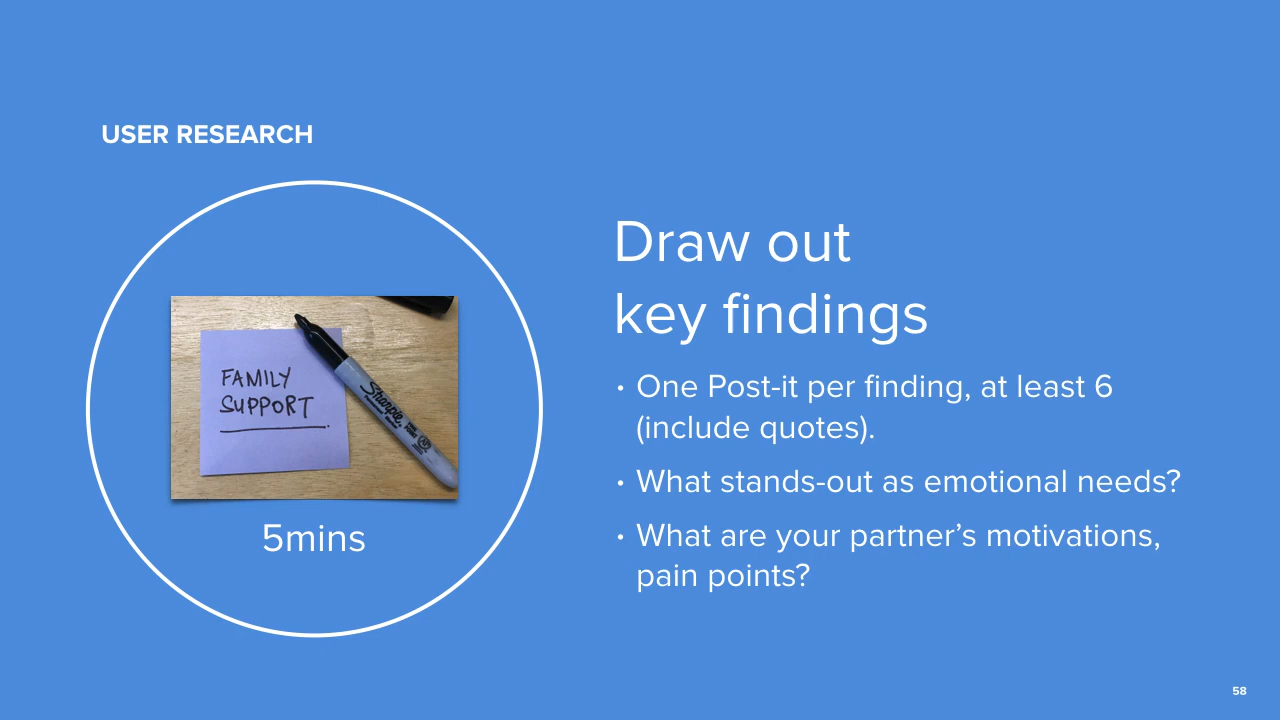 USER RESEARCH
FAMILY
SUPPORT
Sharpie
5mins
Draw out
key findings
• One Post-it per finding, at least 6
(include quotes).
• What stands-out as emotional needs?
• What are your partner’s motivations,
pain points?
58